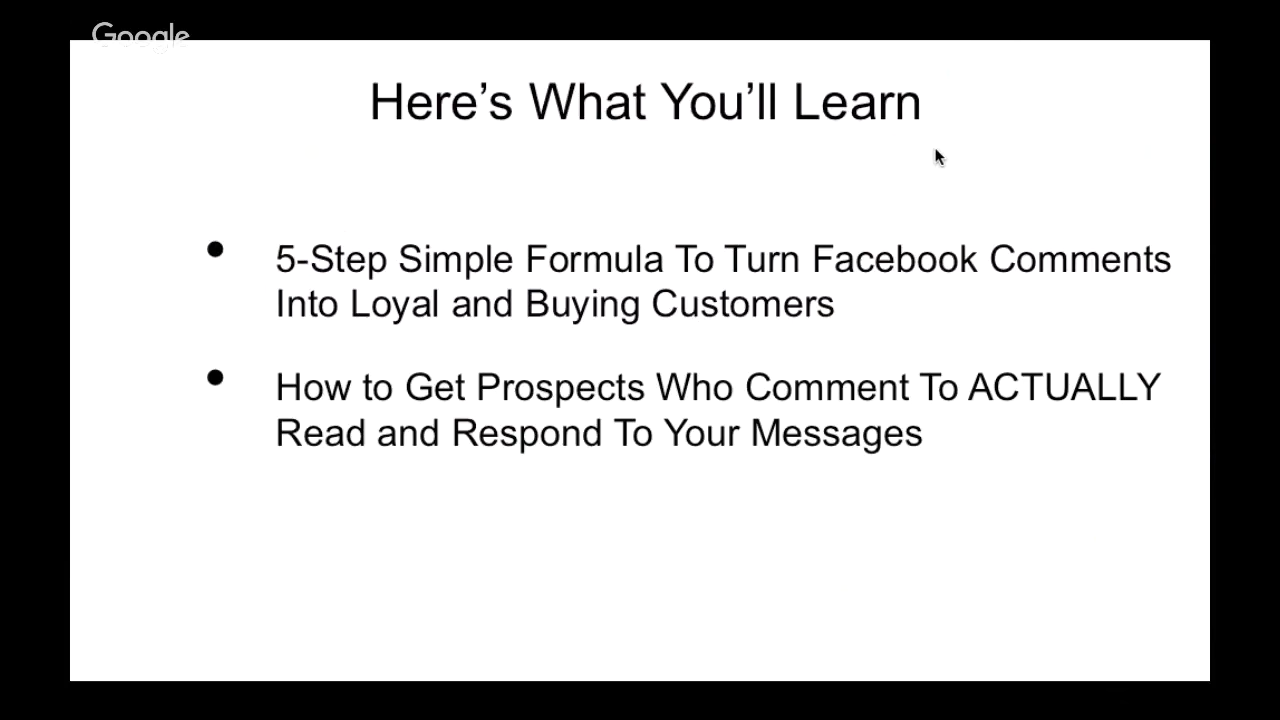 Google
Here’s What You’ll Learn
• 5-Step Simple Formula To Turn Facebook Comments
Into Loyal and Buying Customers
• How to Get Prospects Who Comment To ACTUALLY
Read and Respond To Your Messages